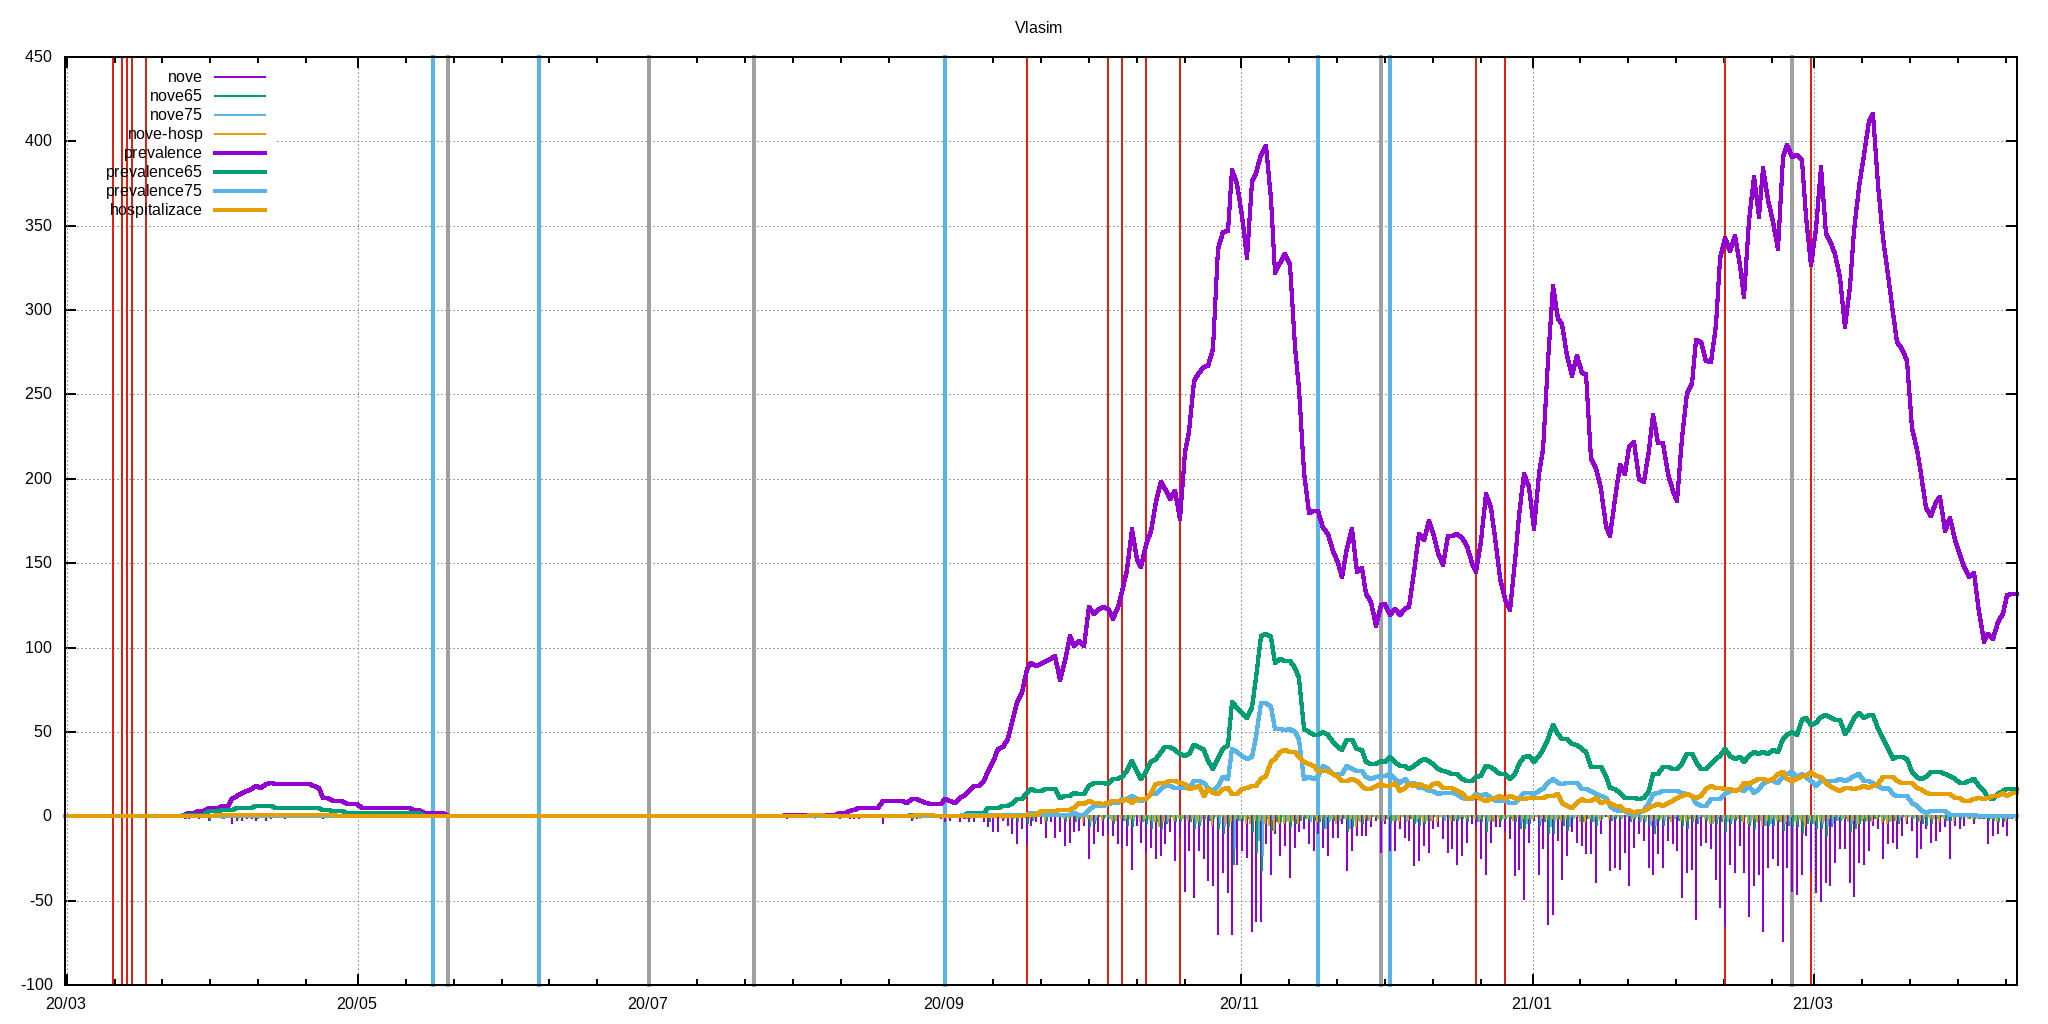 Vlasim
450
400
350
300
250
200
150
100
50
0
-50
-100
nove
nove65
nove75
nove-hosp
prevalence
prevalence65
prevalence75
hospitalizace
20/03 20/05 20/07 20/09 20/11 21/01 21/03